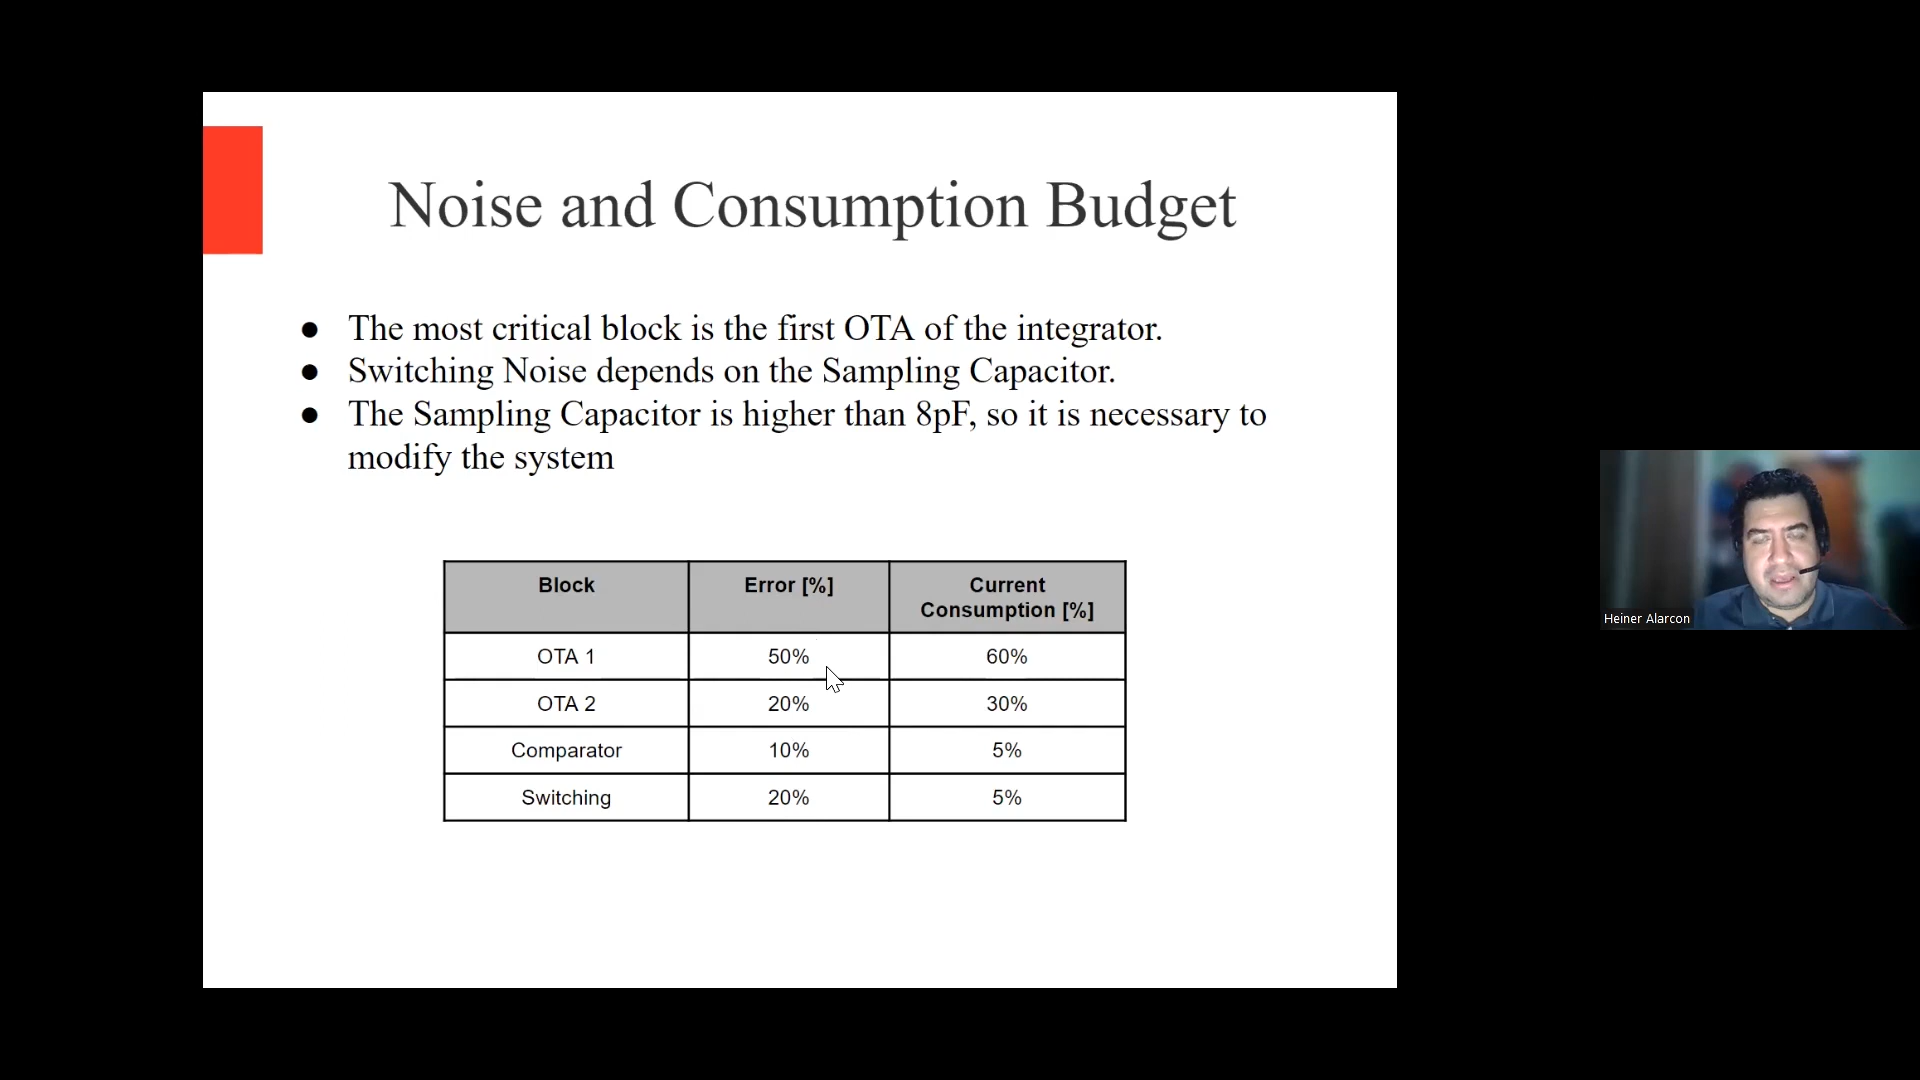 Noise and Consumption Budget
● The most critical block is the first OTA of the integrator.
● Switching Noise depends on the Sampling Capacitor.
● The Sampling Capacitor is higher than 8pF, so it is necessary to
modify the system
Block Error [%] Current
Consumption [%]
OTA 1 50% 60%
OTA 2 20% 30%
Comparator 10% 5%
Switching 20% 5%
Heiner Alarcon